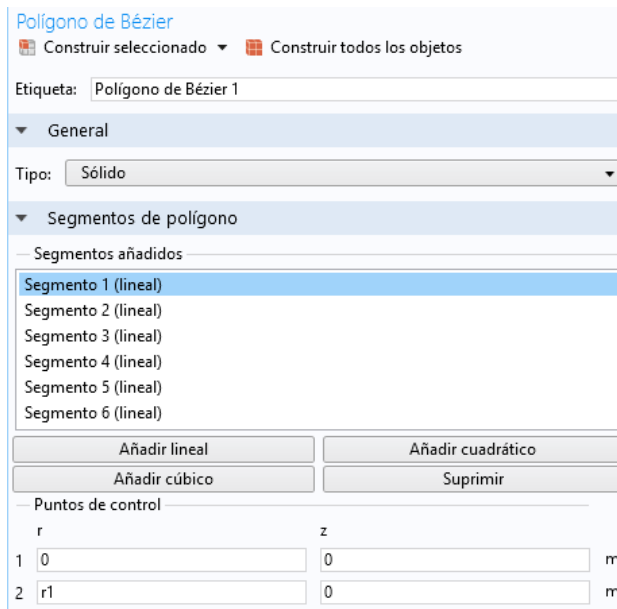 Polígono de Bézier
Construir seleccionado Construir todos los objetos
Etiqueta: Polígono de Bézier 1
General
Tipo: Sólido
Segmentos de polígono
Segmentos añadidos
Segmento 1 (lineal)
Segmento 2 (lineal)
Segmento 3 (lineal)
Segmento 4 (lineal)
Segmento 5 (lineal)
Segmento 6 (lineal)
Añadir lineal Añadir cuadrático
Añadir cúbico Suprimir
Puntos de control
r z
1 0 0 m
2 r1 0 m